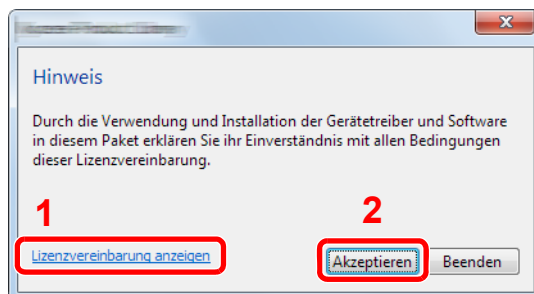 Hinweis
Durch die Verwendung und Installation der Gerätetreiber und Software
in diesem Paket erklären Sie ihr Einverständnis mit allen Bedingungen
dieser Lizenzvereinbarung.
1
2
Lizenzvereinbarung anzeigen
Akzeptieren
Beenden